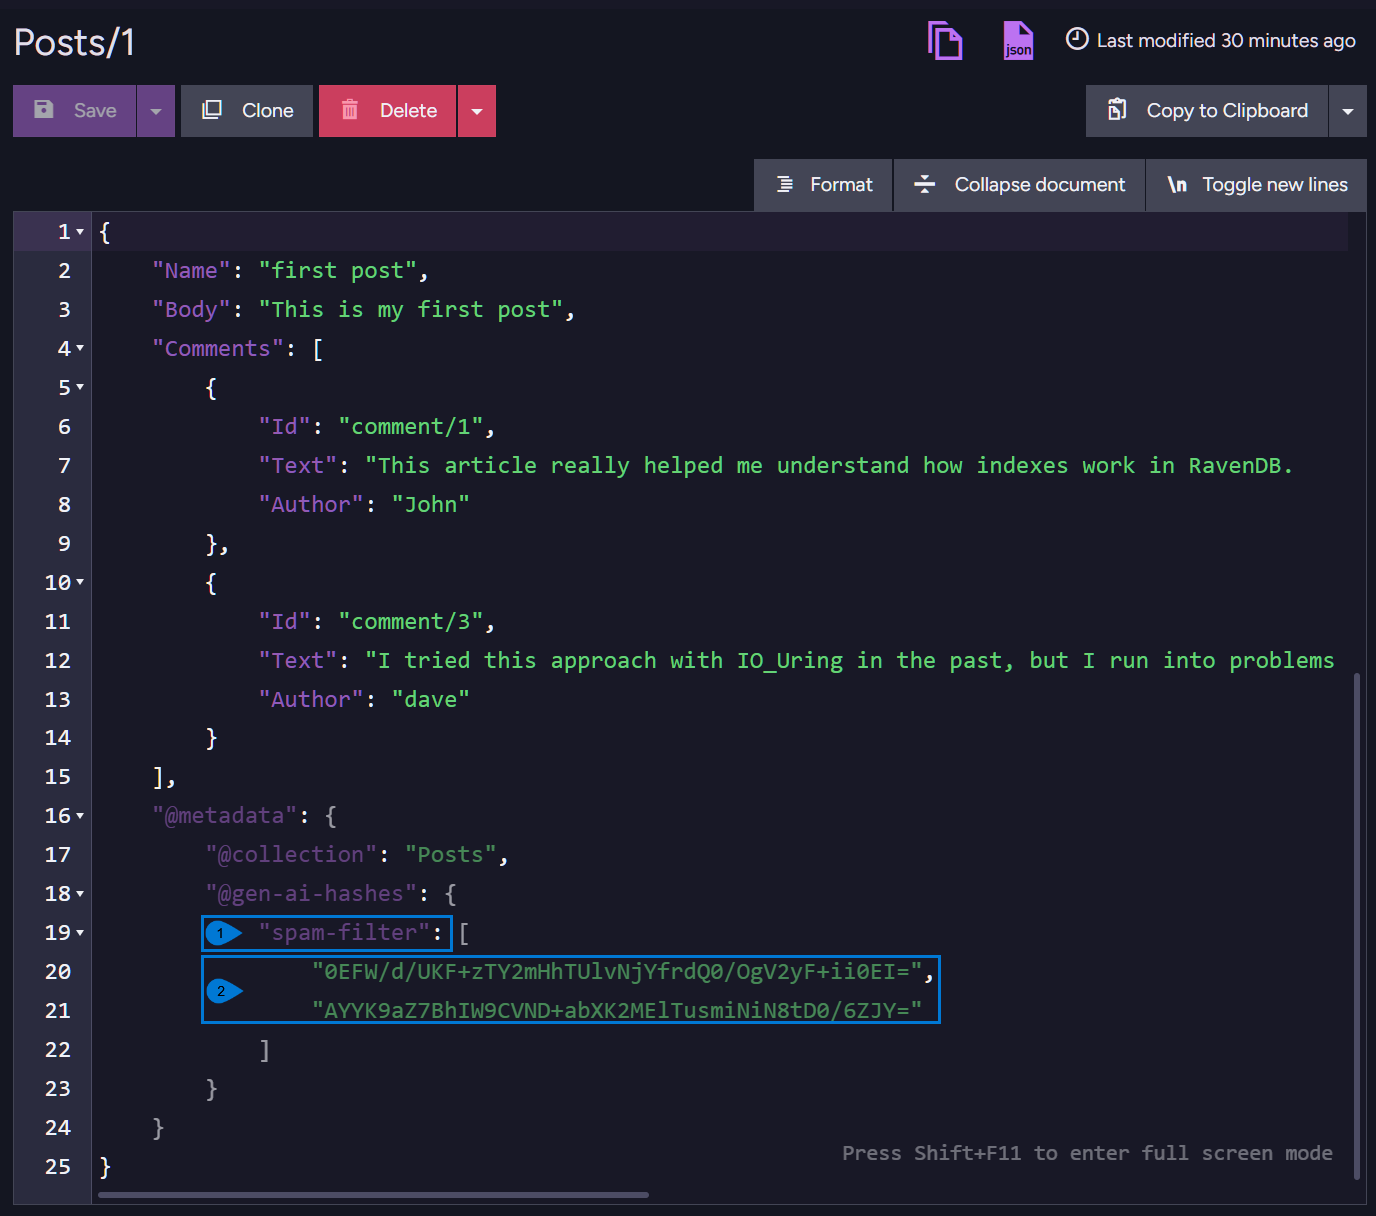 Posts/1
json
Last modified 30 minutes ago
Save
Clone
Delete
Copy to Clipboard
Format
Collapse document
\n Toggle new lines
1 {
2 "Name": "first post",
3 "Body": "This is my first post",
4 "Comments": [
5 {
6 "Id": "comment/1",
7 "Text": "This article really helped me understand how indexes work in RavenDB.
8 "Author": "John"
9 },
10 {
11 "Id": "comment/3",
12 "Text": "I tried this approach with IO_Uring in the past, but I run into problems
13 "Author": "dave"
14 }
15 ],
16 "@metadata": {
17 "@collection": "Posts",
18 "@gen-ai-hashes": {
19 1 "spam-filter": [
20 "0EFW/d/UKF+zTY2mHhTUlvNjYfrdQ0/OgV2yF+ii0EI=",
2
21 "AYYK9aZ7BhIW9CVND+abXK2MElTusmiNiN8tD0/6ZJY="
22 ]
23 }
24 }
25 }
Press Shift+F11 to enter full screen mode